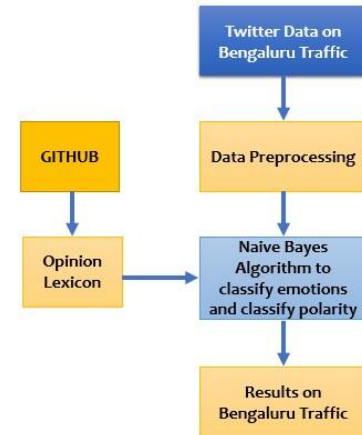 Twitter Data on
Bengaluru Traffic
GITHUB
Data Preprocessing
Opinion
Lexicon
Naive Bayes
Algorithm to
classify emotions
and classify polarity
Results on
Bengaluru Traffic